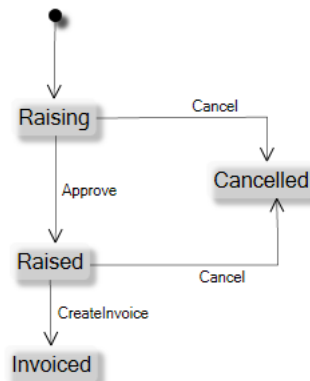 Cancel
Raising
Cancelled
Approve
Raised
Cancel
CreateInvoice
Invoiced